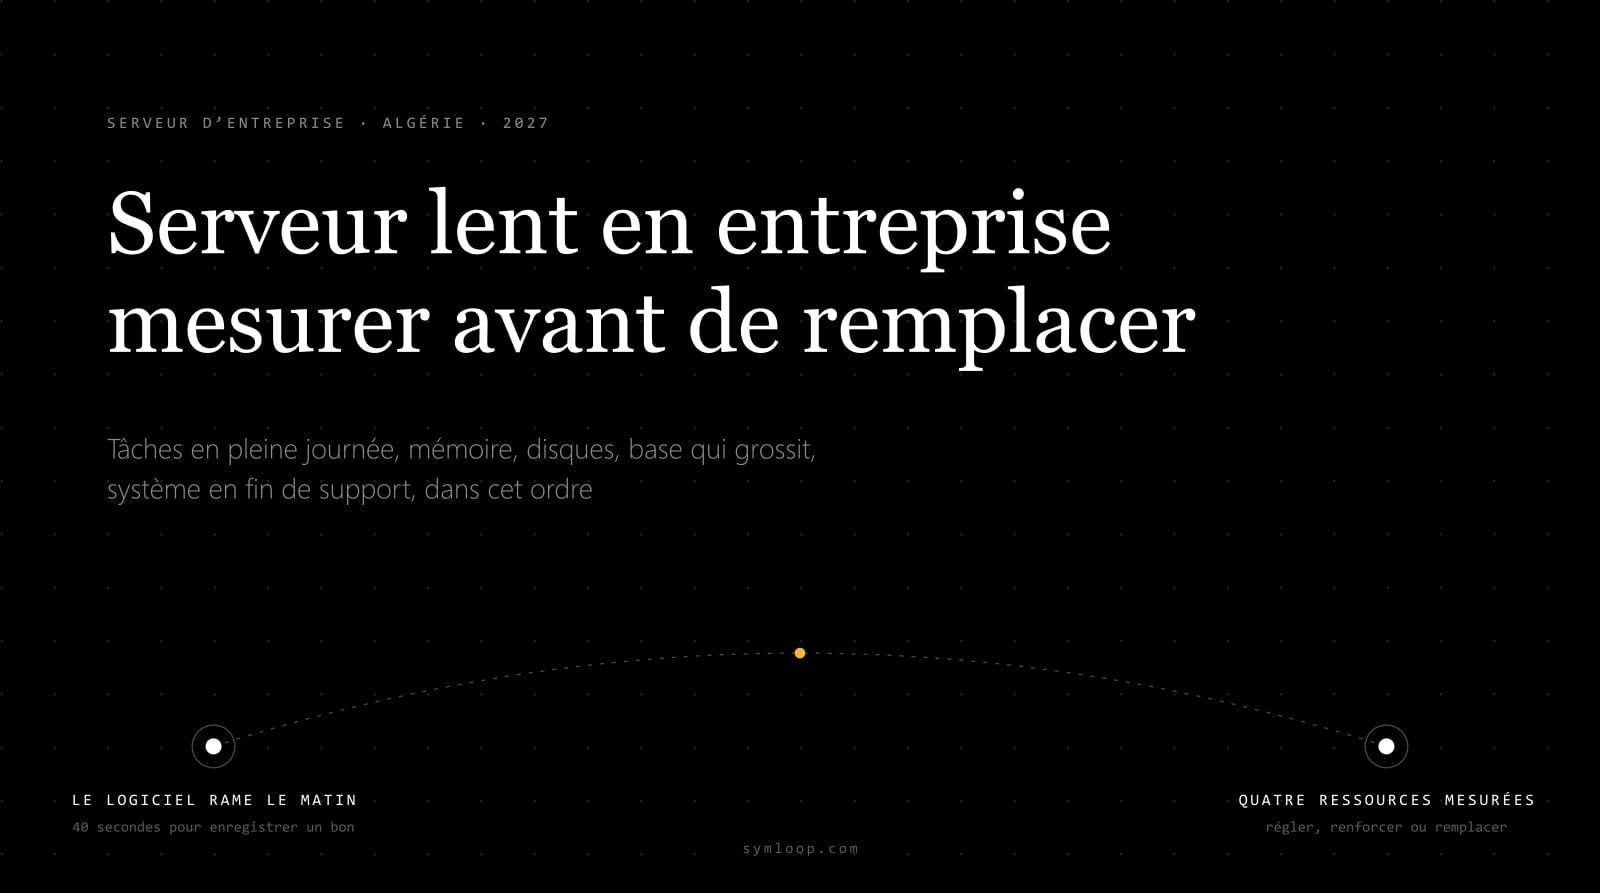 SERVEUR D’ENTREPRISE · ALGÉRIE · 2027
Serveur lent en entreprise
mesurer avant de remplacer
Tâches en pleine journée, mémoire, disques, base qui grossit,
système en fin de support, dans cet ordre
LE LOGICIEL RAME LE MATIN
40 secondes pour enregistrer un bon
QUATRE RESSOURCES MESURÉES
régler, renforcer ou remplacer
symloop.com